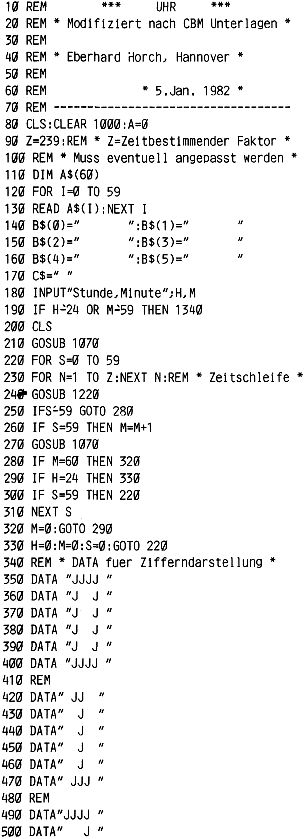 10 REM          ***      UHR      ***
20 REM * Modifiziert nach CBM Unterlagen *
30 REM
40 REM * Eberhard Horch, Hannover *
50 REM
60 REM                * 5.Jan. 1982 *
70 REM ----------------------------------
80 CLS:CLEAR 1000:A=0
90 Z=239:REM * Z=Zeitbestimmender Faktor *
100 REM * Muss eventuell angepasst werden *
110 DIM A$(60)
120 FOR I=0 TO 59
130 READ A$(I):NEXT I
140 B$(0)="        ":B$(1)="        "
150 B$(2)="        ":B$(3)="        "
160 B$(4)="        ":B$(5)="        "
170 C$=" "
180 INPUT"Stunde,Minute";H,M
190 IF H-24 OR M-59 THEN 1340
200 CLS
210 GOSUB 1070
220 FOR S=0 TO 59
230 FOR N=1 TO Z:NEXT N:REM * Zeitschleife *
240 GOSUB 1220
250 IFS-59 GOTO 280
260 IF S=59 THEN M=M+1
270 GOSUB 1070
280 IF M=60 THEN 320
290 IF H=24 THEN 330
300 IF S=59 THEN 220
310 NEXT S
320 M=0:GOTO 290
330 H=0:M=0:S=0:GOTO 220
340 REM * DATA fuer Zifferndarstellung *
350 DATA "JJJJ "
360 DATA "J  J "
370 DATA "J  J "
380 DATA "J  J "
390 DATA "J  J "
400 DATA "JJJJ "
410 REM
420 DATA" JJ  "
430 DATA"  J  "
440 DATA"  J  "
450 DATA"  J  "
460 DATA"  J  "
470 DATA" JJJ "
480 REM
490 DATA"JJJJ "
500 DATA"   J "